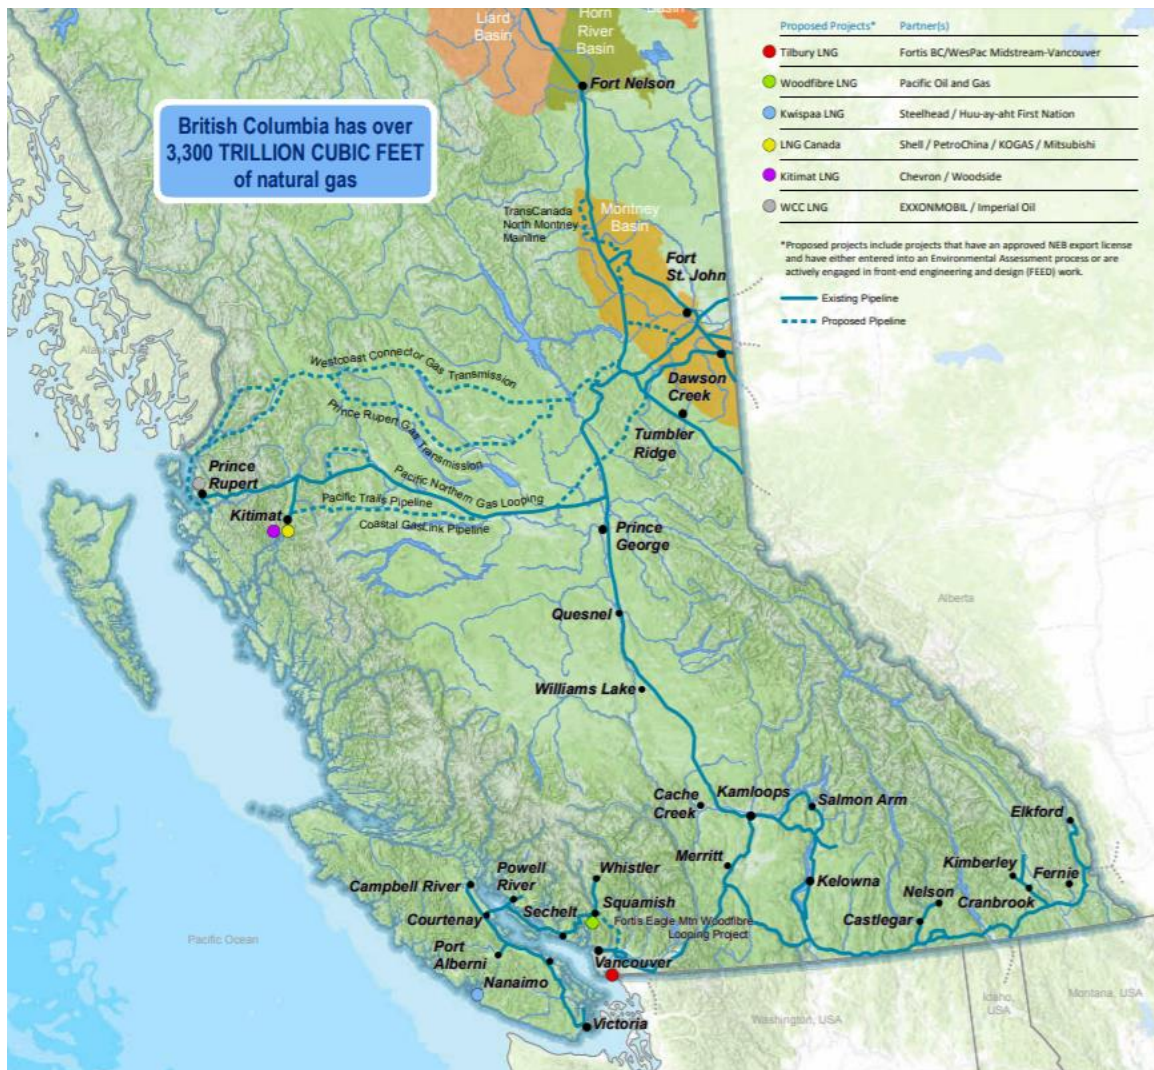 Liard
Basin
Horn
River
Basin
Basin
Fort Nelson
British Columbia has over
3,300 TRILLION CUBIC FEET
of natural gas
Proposed Projects* Partner(s)
Tilbury LNG Fortis BC/WesPac Midstream-Vancouver
Woodfibre LNG Pacific Oil and Gas
Kwispaa LNG Steelhead / Huu-ay-aht First Nation
LNG Canada Shell / PetroChina / KOGAS / Mitsubishi
Kitimat LNG Chevron / Woodside
WCC LNG EXXONMOBIL / Imperial Oil
*Proposed projects include projects that have an approved NEB export license
and have either entered into an Environmental Assessment process or are
actively engaged in front-end engineering and design (FEED) work.
Existing Pipeline
Proposed Pipeline
TransCanada
North Montney
Mainline
Montney
Basin
Fort
St. John
Alaska, USA
Westcoast Connector Gas Transmission
Prince Rupert Gas Transmission
Dawson
Creek
Tumbler
Ridge
Prince
Rupert
Pacific Northern Gas Looping
Pacific Trails Pipeline
Kitimat
Coastal GasLink Pipeline
Prince
George
Quesnel
Alberta
Williams Lake
Cache
Creek
Kamloops
Salmon Arm
Elkford
Merritt
Kimberley
Fernie
Whistler
Powell
River
Campbell River
Kelowna
Nelson
Cranbrook
Squamish
Sechelt
Courtenay
Castlegar
Fortis Eagle Mtn Woodfibre
Looping Project
Pacific Ocean
Port
Alberni
Vancouver
Nanaimo
Victoria
Washington, USA
Idaho,
USA
Montana, USA